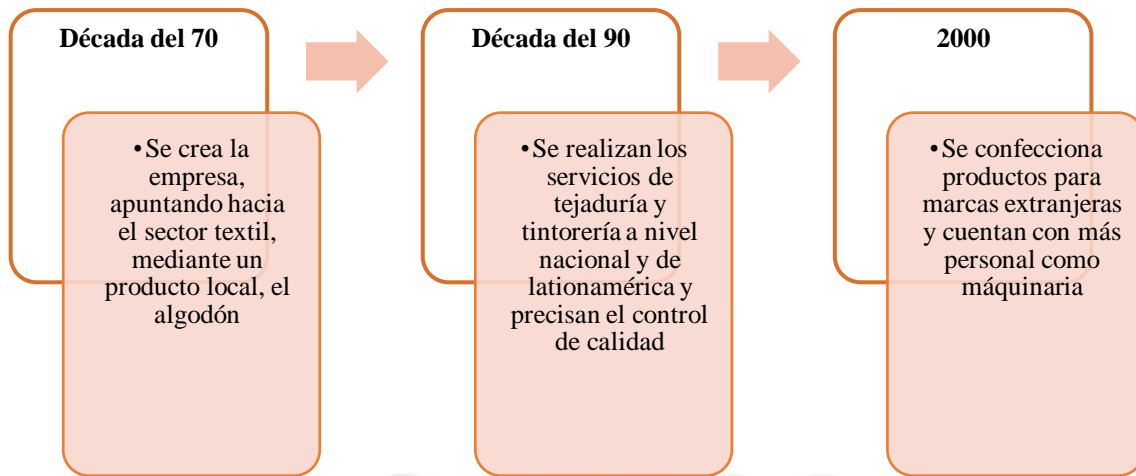 Década del 70
• Se crea la
empresa,
apuntando hacia
el sector textil,
mediante un
producto local, el
algodón
Década del 90
• Se realizan los
servicios de
tejaduría y
tintorería a nivel
nacional y de
lationamérica y
precisan el control
de calidad
2000
• Se confecciona
productos para
marcas extranjeras
y cuentan con más
personal como
máquinaria